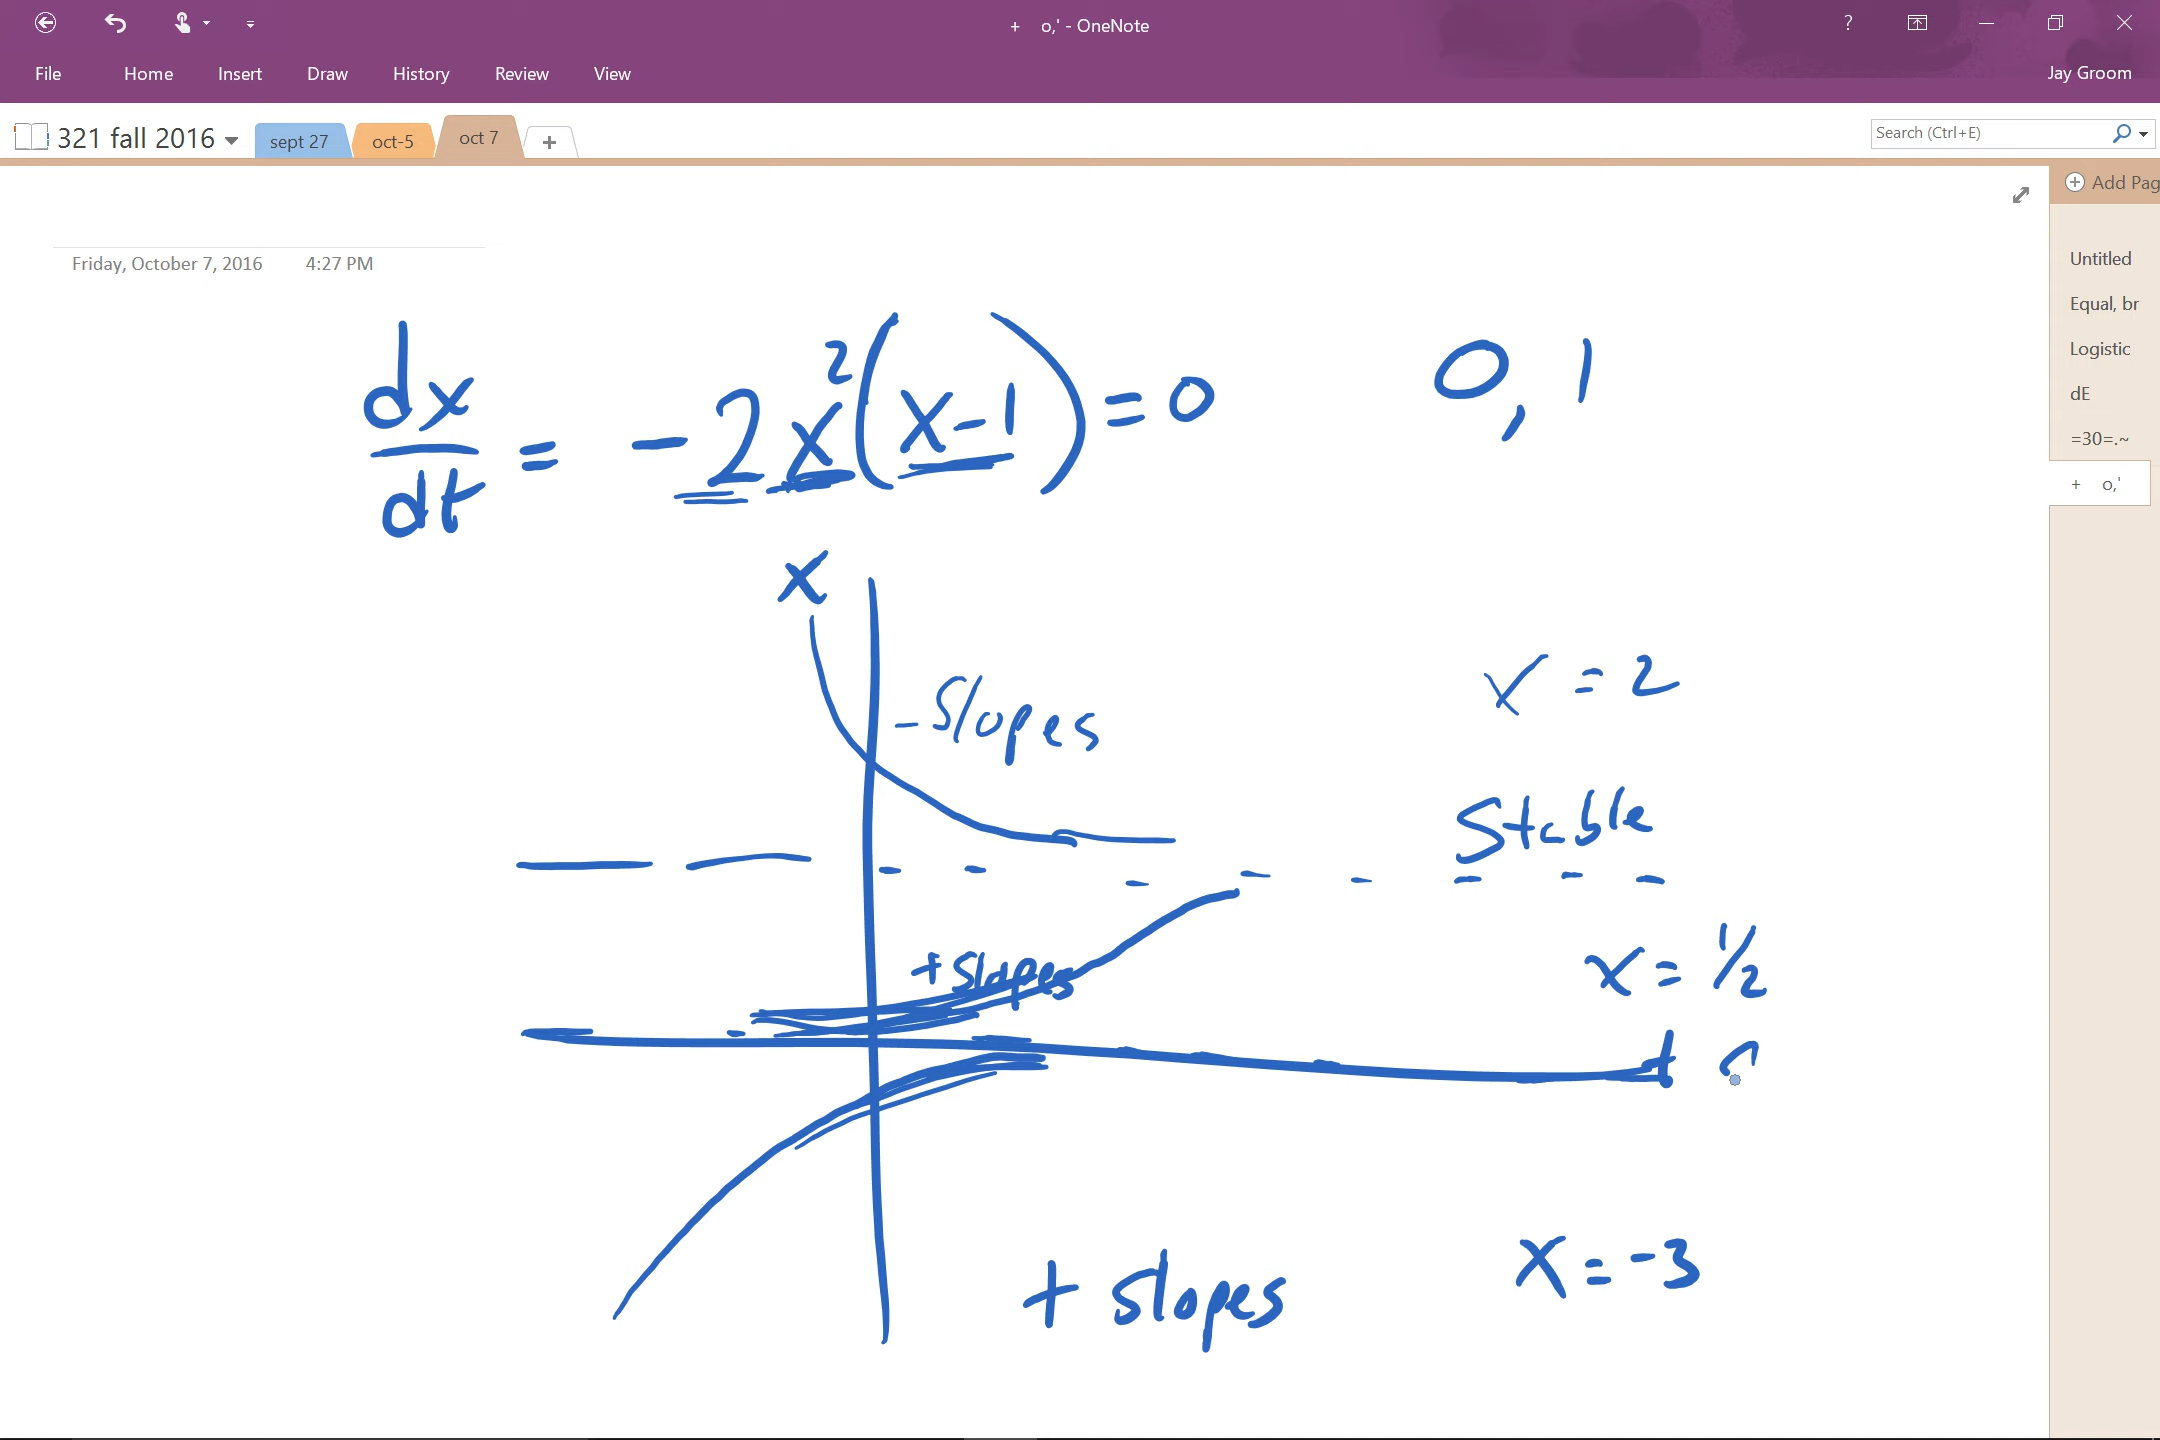 + o,' - OneNote
?
File Home Insert Draw History Review View
Jay Groom
321 fall 2016 sept 27 oct-5 oct 7 +
Search (Ctrl+E)
Add Pag
Untitled
Equal, br
Logistic
dE
=30=.~
+ o,'
Friday, October 7, 2016 4:27 PM
dx/dt = -2x²(x-1) = 0
0, 1
x
x = 2
- Slopes
Stable
+ slopes
x = 1/2
t
x = -3
+ slopes